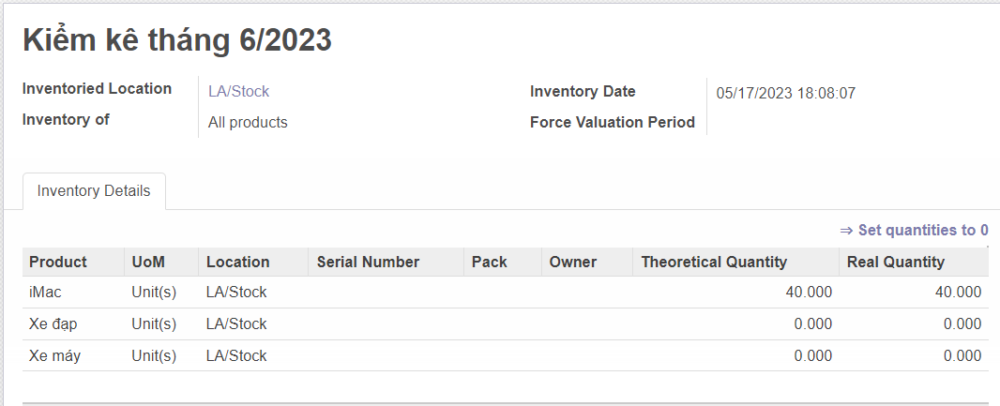 Kiểm kê tháng 6/2023
Inventoried Location LA/Stock Inventory Date 05/17/2023 18:08:07
Inventory of All products Force Valuation Period
Inventory Details
⇒ Set quantities to 0
Product UoM Location Serial Number Pack Owner Theoretical Quantity Real Quantity
iMac Unit(s) LA/Stock 40.000 40.000
Xe đạp Unit(s) LA/Stock 0.000 0.000
Xe máy Unit(s) LA/Stock 0.000 0.000